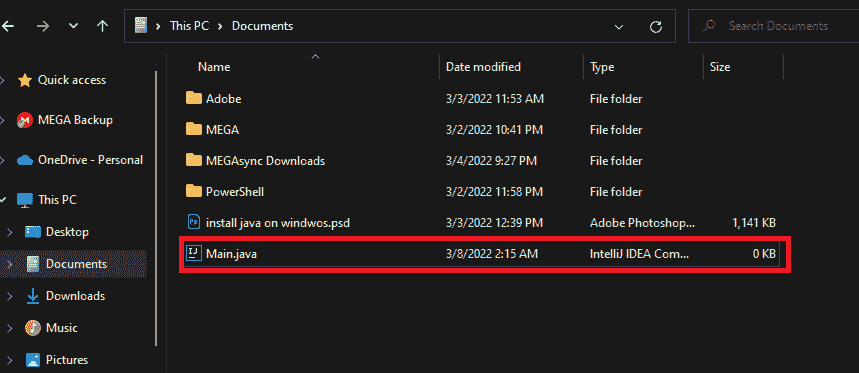 This PC > Documents
Search Documents
Name Date modified Type Size
Quick access
MEGA Backup
OneDrive - Personal
This PC
Desktop
Documents
Downloads
Music
Pictures
Adobe 3/3/2022 11:53 AM File folder
MEGA 3/2/2022 10:41 PM File folder
MEGAsync Downloads 3/4/2022 9:27 PM File folder
PowerShell 3/2/2022 11:58 PM File folder
Ps install java on windwos.psd 3/3/2022 12:39 PM Adobe Photoshop... 1,141 KB
IJ Main.java 3/8/2022 2:15 AM IntelliJ IDEA Com... 0 KB